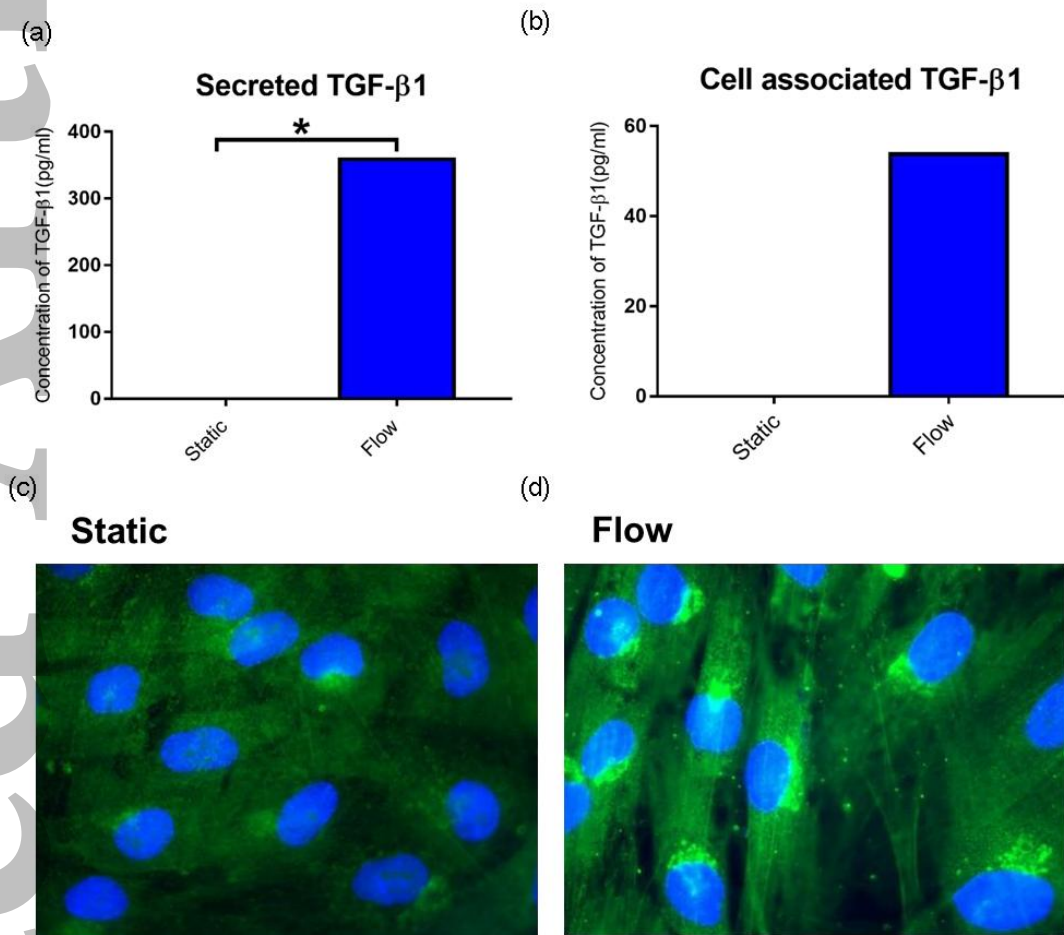 (a)
Secreted TGF-β1
Concentration of TGF-β1(pg/ml)
400
300
200
100
0
*
Static
Flow
(b)
Cell associated TGF-β1
Concentration of TGF-β1(pg/ml)
60
40
20
0
Static
Flow
(c)
Static
(d)
Flow